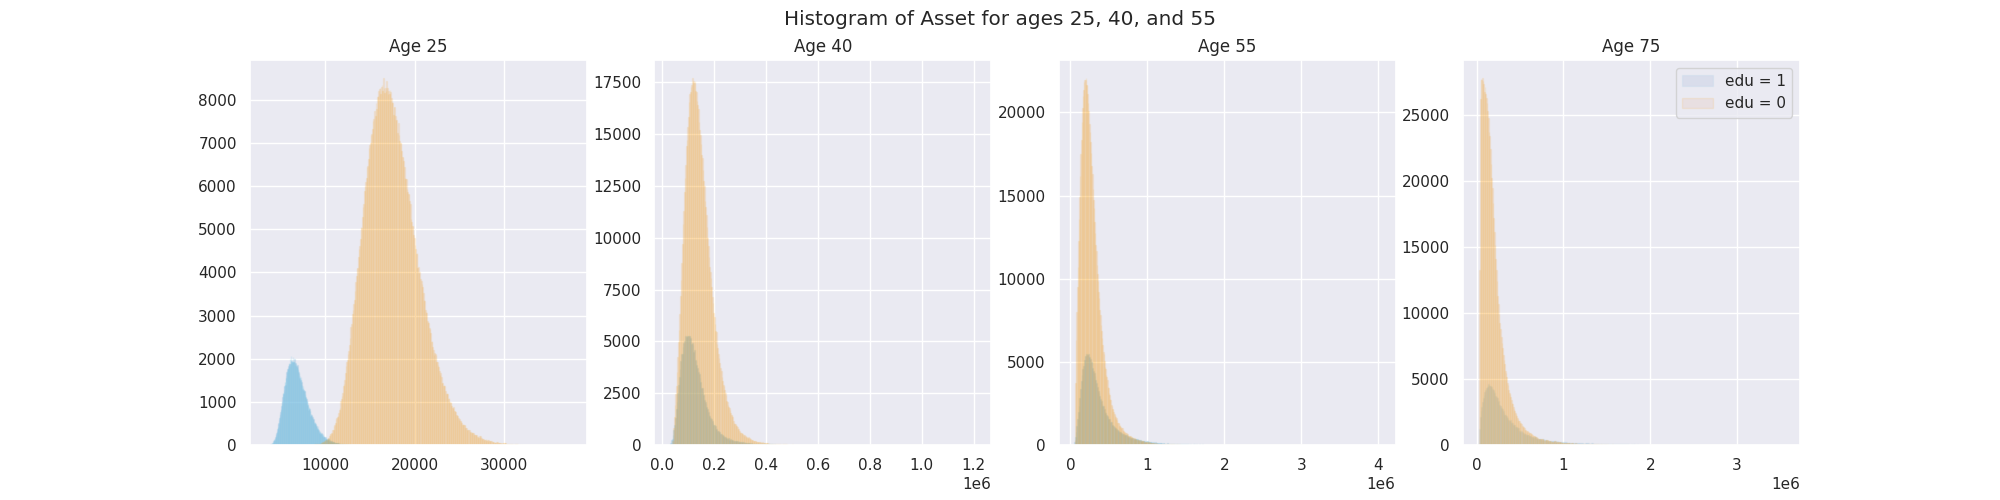 Histogram of Asset for ages 25, 40, and 55
Age 25
8000
7000
6000
5000
4000
3000
2000
1000
0
10000 20000 30000
Age 40
17500
15000
12500
10000
7500
5000
2500
0
0.0 0.2 0.4 0.6 0.8 1.0 1.2
1e6
Age 55
20000
15000
10000
5000
0
0 1 2 3 4
1e6
Age 75
edu = 1
edu = 0
25000
20000
15000
10000
5000
0
0 1 2 3
1e6